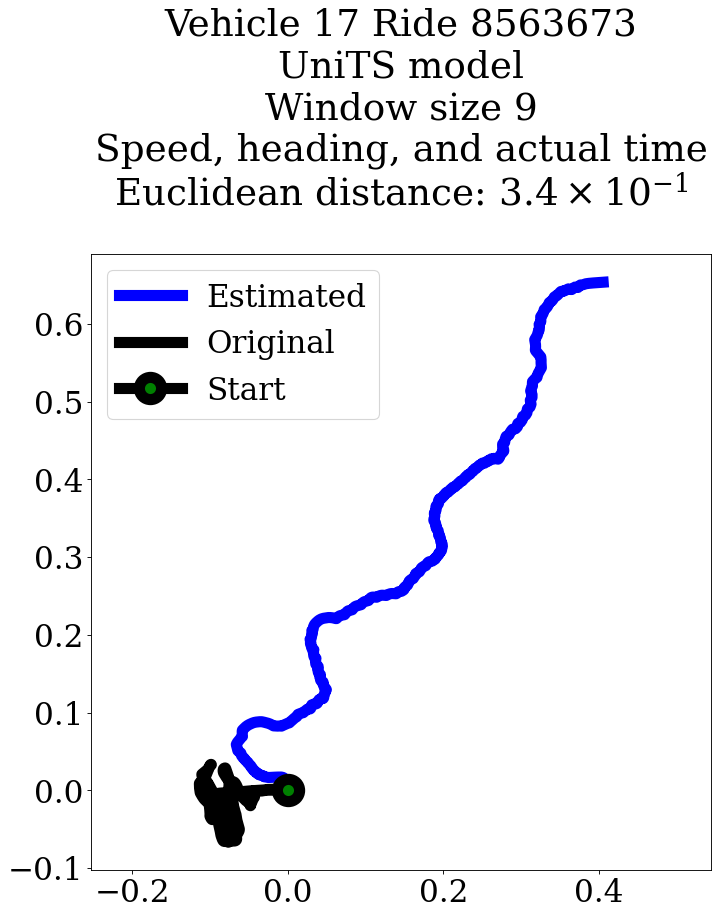 Vehicle 17 Ride 8563673
UniTS model
Window size 9
Speed, heading, and actual time
Euclidean distance: 3.4 × 10⁻¹
Estimated
Original
Start
0.6
0.5
0.4
0.3
0.2
0.1
0.0
−0.1
−0.2 0.0 0.2 0.4